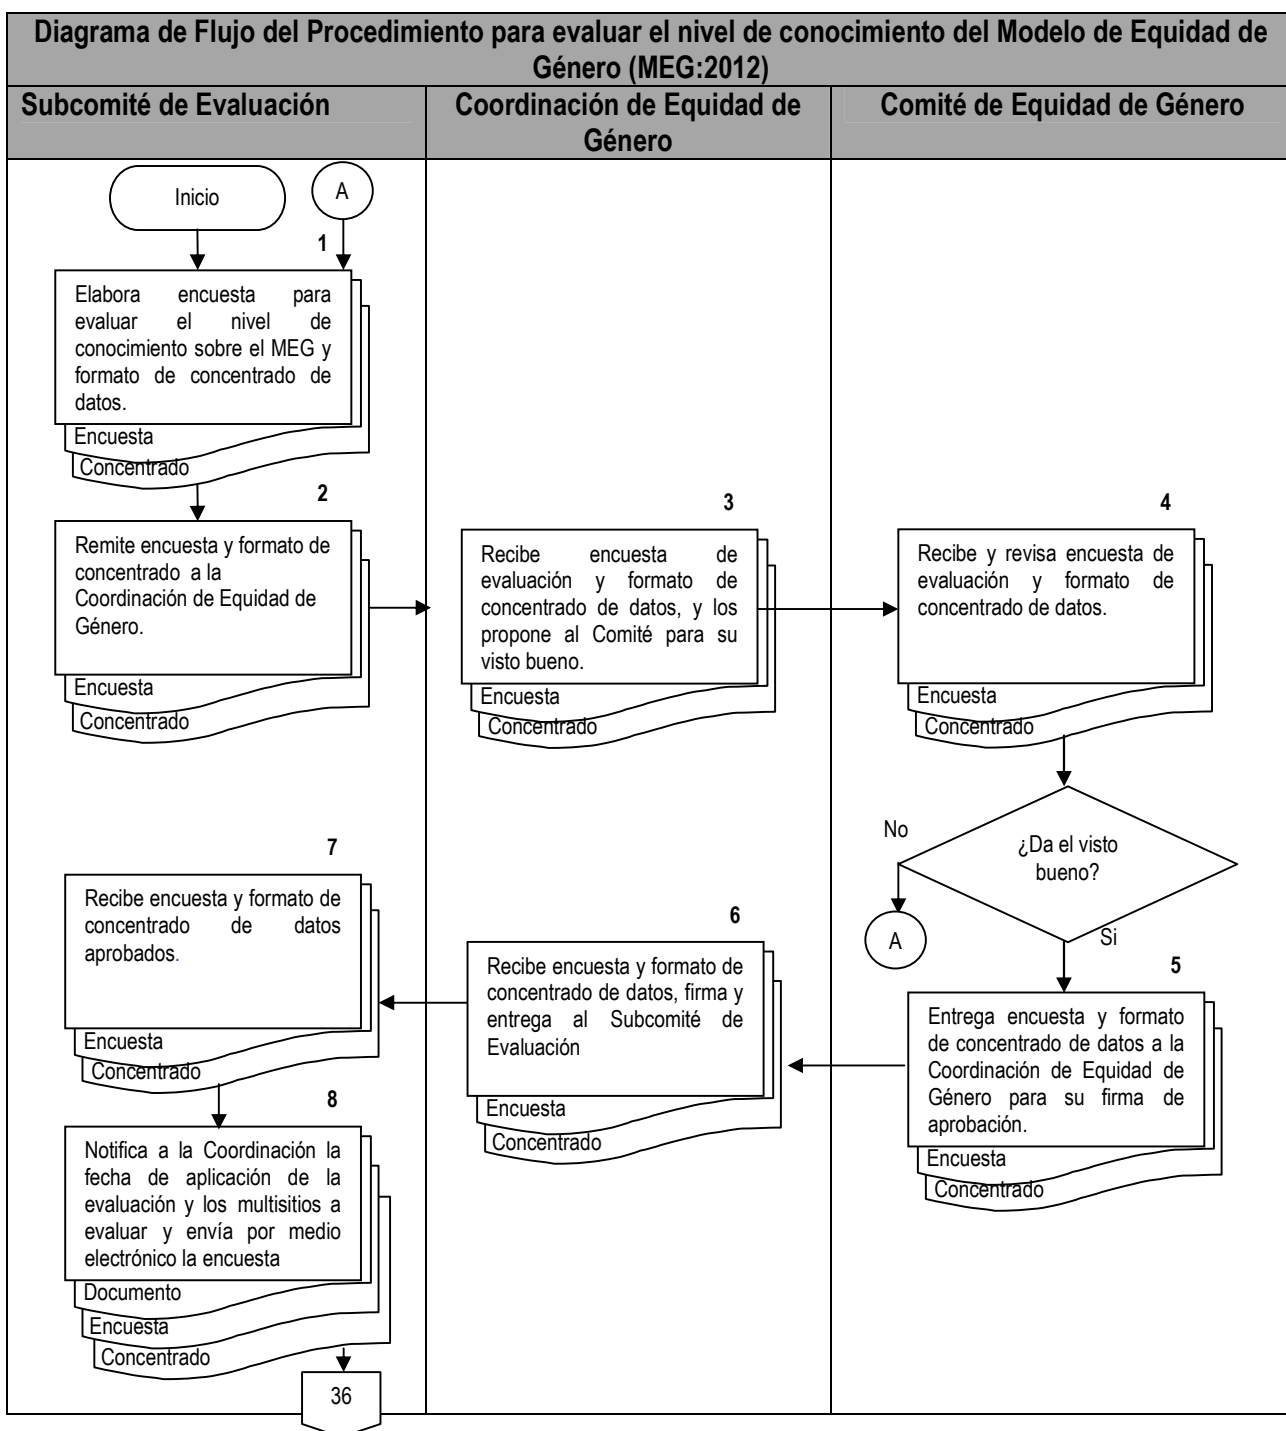 Diagrama de Flujo del Procedimiento para evaluar el nivel de conocimiento del Modelo de Equidad de
Género (MEG:2012)
Subcomité de Evaluación
Coordinación de Equidad de
Género
Comité de Equidad de Género
Inicio
A
1
Elabora encuesta para
evaluar el nivel de
conocimiento sobre el MEG y
formato de concentrado de
datos.
Encuesta
Concentrado
2
Remite encuesta y formato de
concentrado a la
Coordinación de Equidad de
Género.
Encuesta
Concentrado
3
Recibe encuesta de
evaluación y formato de
concentrado de datos, y los
propone al Comité para su
visto bueno.
Encuesta
Concentrado
4
Recibe y revisa encuesta de
evaluación y formato de
concentrado de datos.
Encuesta
Concentrado
¿Da el visto
bueno?
No
A
Si
5
Entrega encuesta y formato
de concentrado de datos a la
Coordinación de Equidad de
Género para su firma de
aprobación.
Encuesta
Concentrado
6
Recibe encuesta y formato de
concentrado de datos, firma y
entrega al Subcomité de
Evaluación
Encuesta
Concentrado
7
Recibe encuesta y formato de
concentrado de datos
aprobados.
Encuesta
Concentrado
8
Notifica a la Coordinación la
fecha de aplicación de la
evaluación y los multisitios a
evaluar y envía por medio
electrónico la encuesta
Documento
Encuesta
Concentrado
36